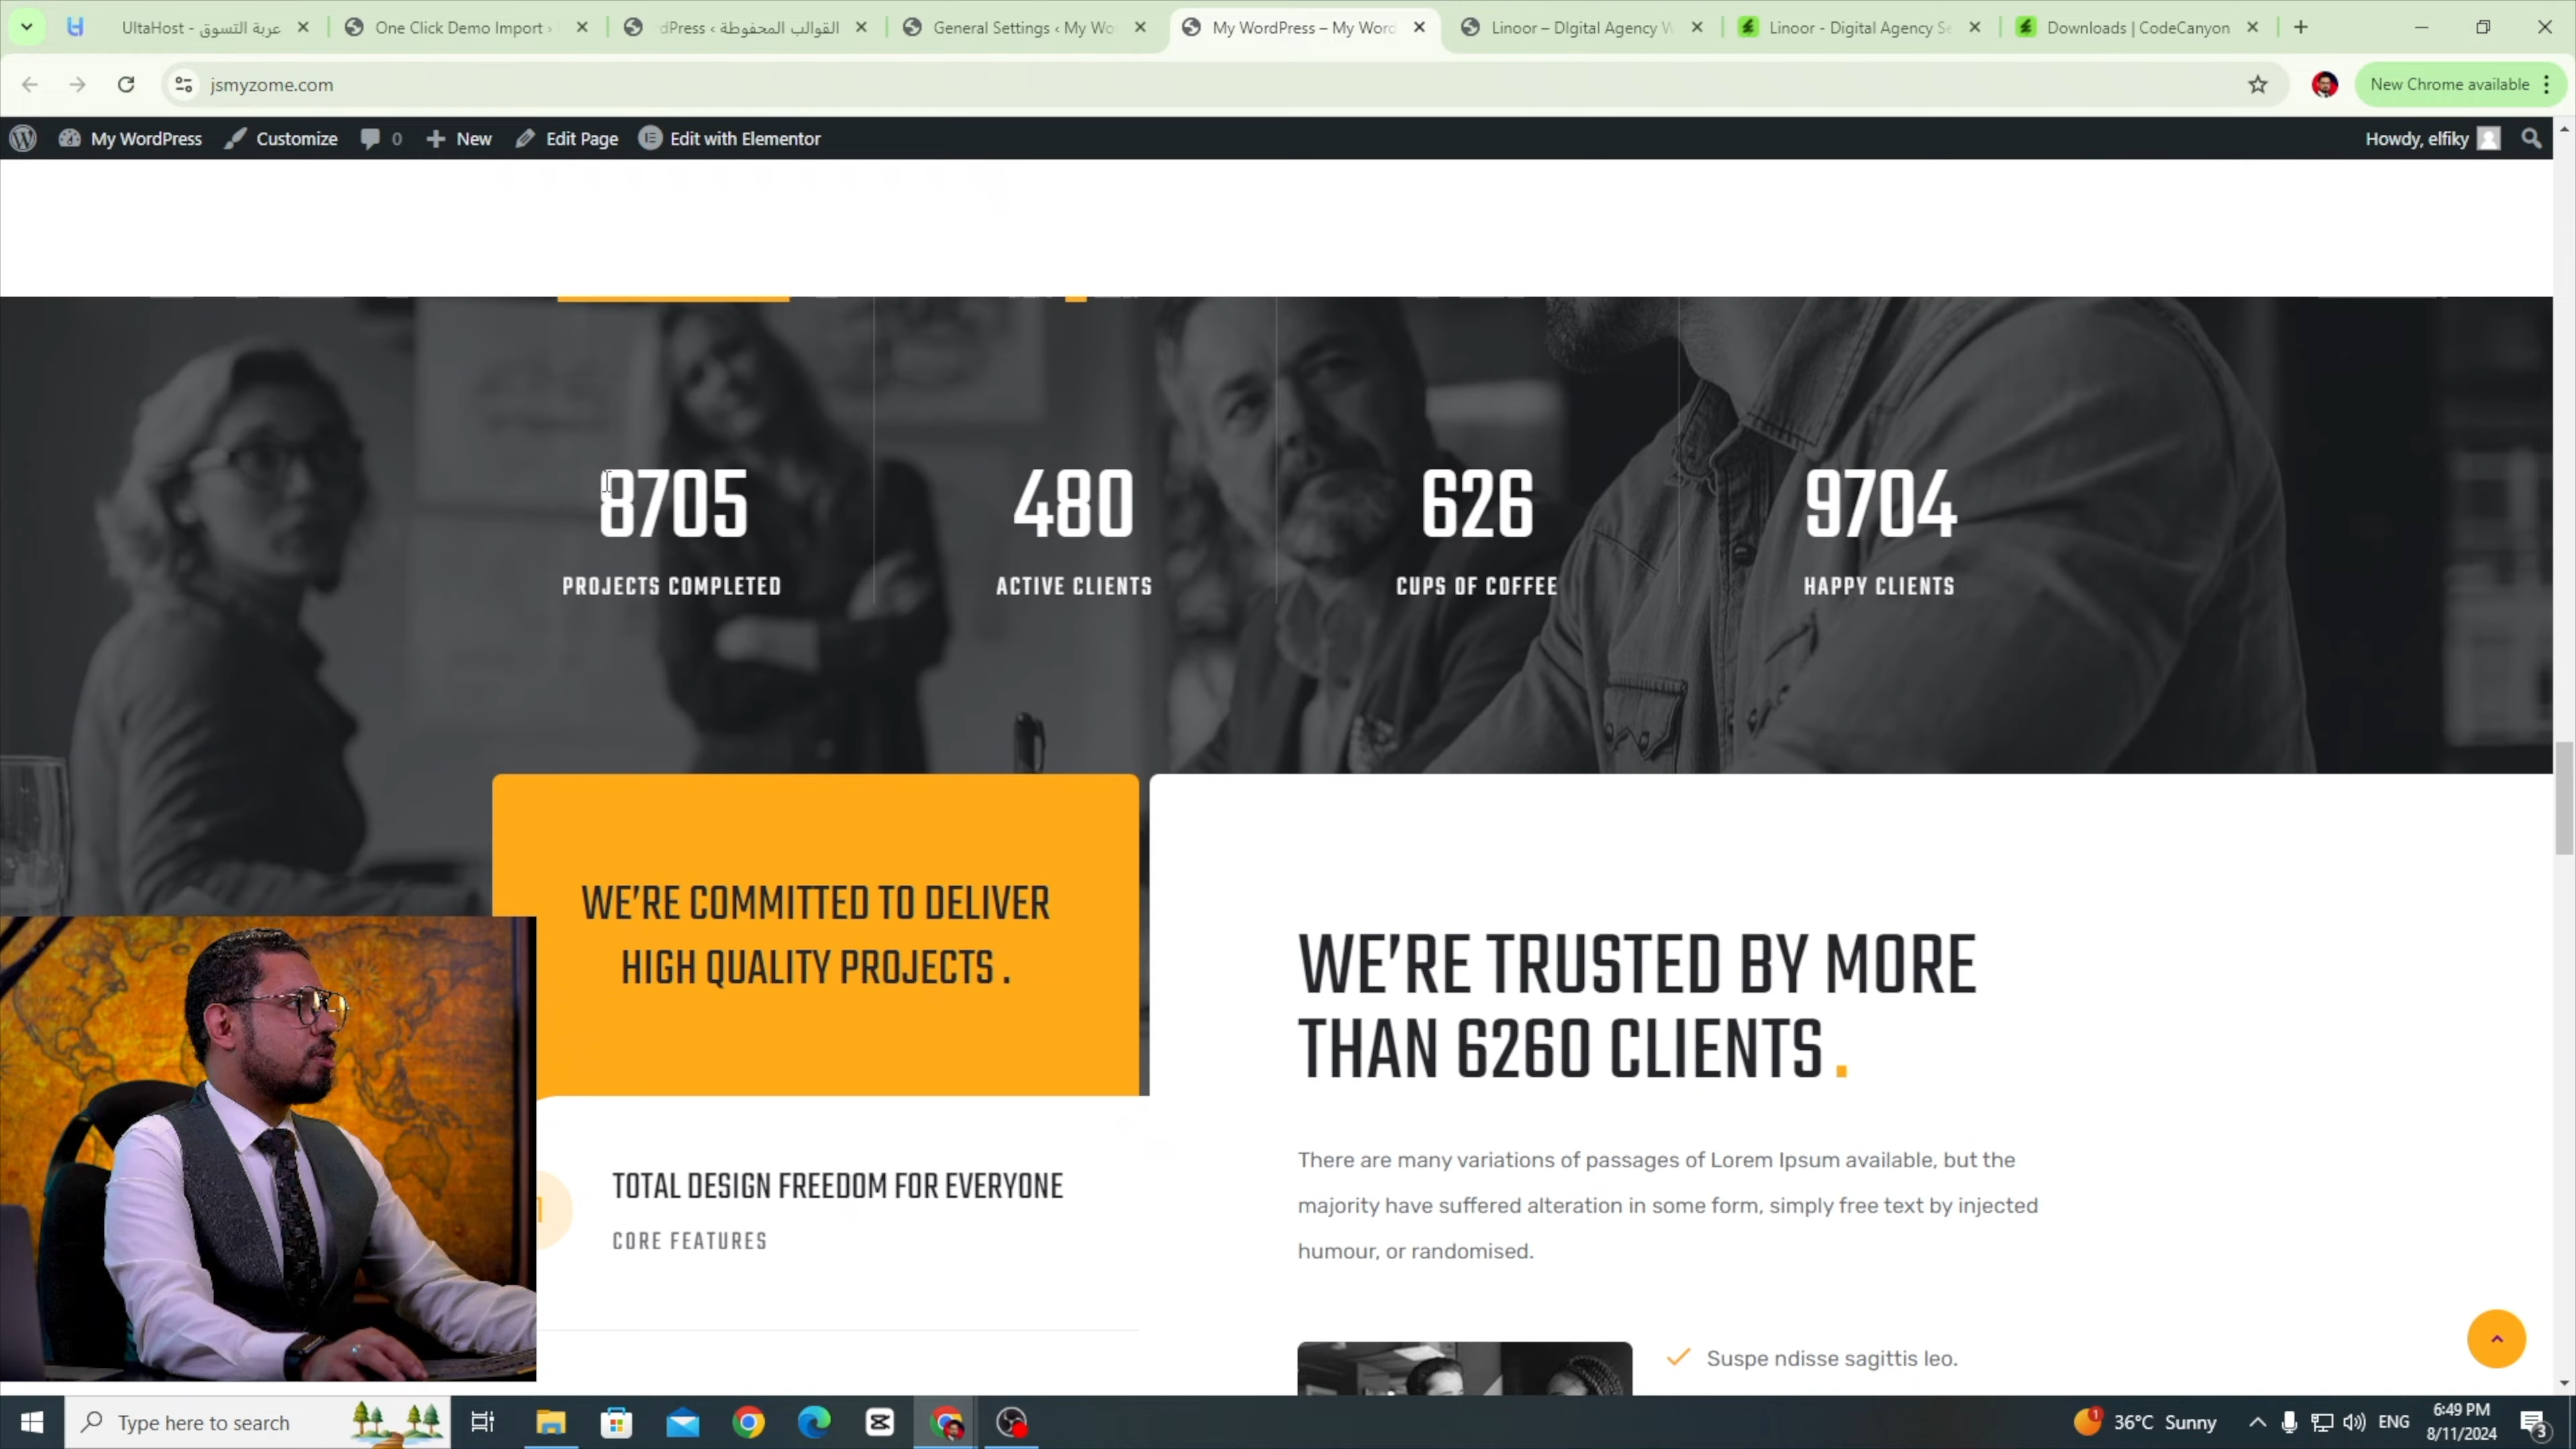 UltaHost - عربة التسوق
One Click Demo Import ›
dPress › القوالب المحفوظة
General Settings ‹ My Wo
My WordPress – My Word
Linoor – DIgital Agency W
Linoor - Digital Agency Se
Downloads | CodeCanyon
jsmyzome.com
New Chrome available
My WordPress
Customize
0
New
Edit Page
Edit with Elementor
Howdy, elfiky
8705
PROJECTS COMPLETED
480
ACTIVE CLIENTS
626
CUPS OF COFFEE
9704
HAPPY CLIENTS
WE'RE COMMITTED TO DELIVER
HIGH QUALITY PROJECTS .
TOTAL DESIGN FREEDOM FOR EVERYONE
CORE FEATURES
WE'RE TRUSTED BY MORE
THAN 6260 CLIENTS .
There are many variations of passages of Lorem Ipsum available, but the
majority have suffered alteration in some form, simply free text by injected
humour, or randomised.
Suspe ndisse sagittis leo.
Type here to search
1
36°C Sunny
ENG
6:49 PM
8/11/2024
3